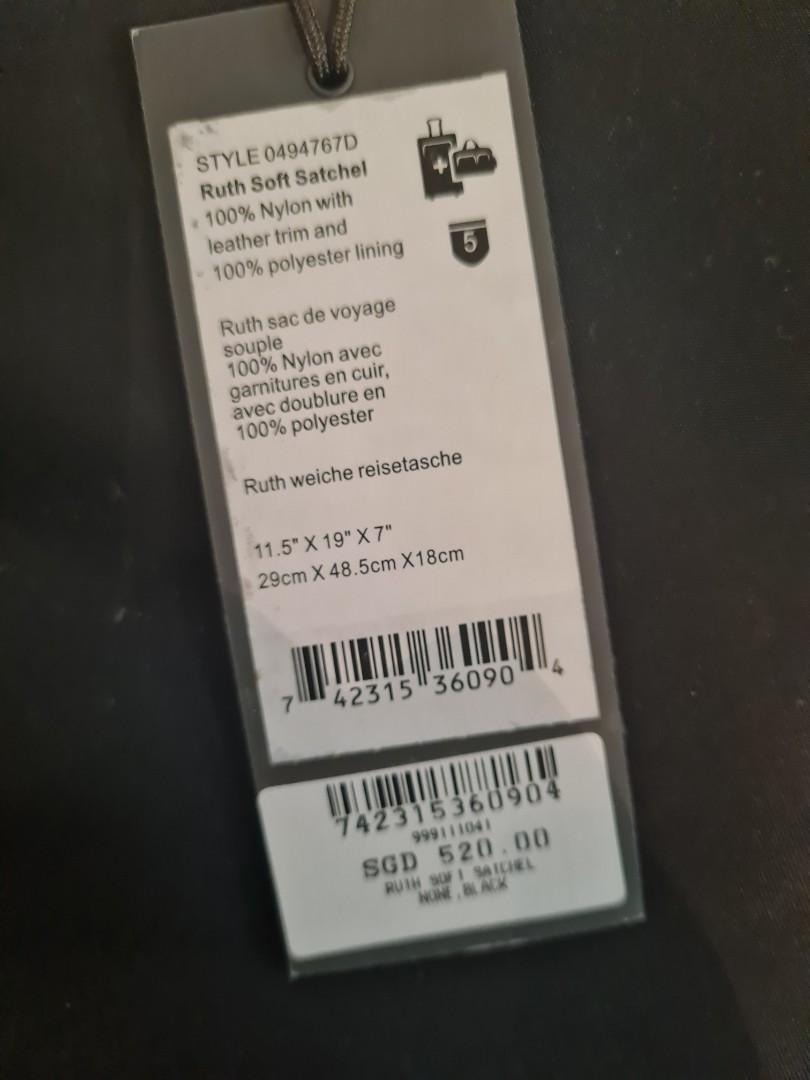 STYLE 0494767D
Ruth Soft Satchel
100% Nylon with
leather trim and
100% polyester lining
5
Ruth sac de voyage
souple
100% Nylon avec
garnitures en cuir,
avec doublure en
100% polyester
Ruth weiche reisetasche
11.5" X 19" X 7"
29cm X 48.5cm X18cm
7 42315 36090 4
742315360904
999111041
SGD 520.00
RUTH SOFT SATCHEL
NONE,BLACK